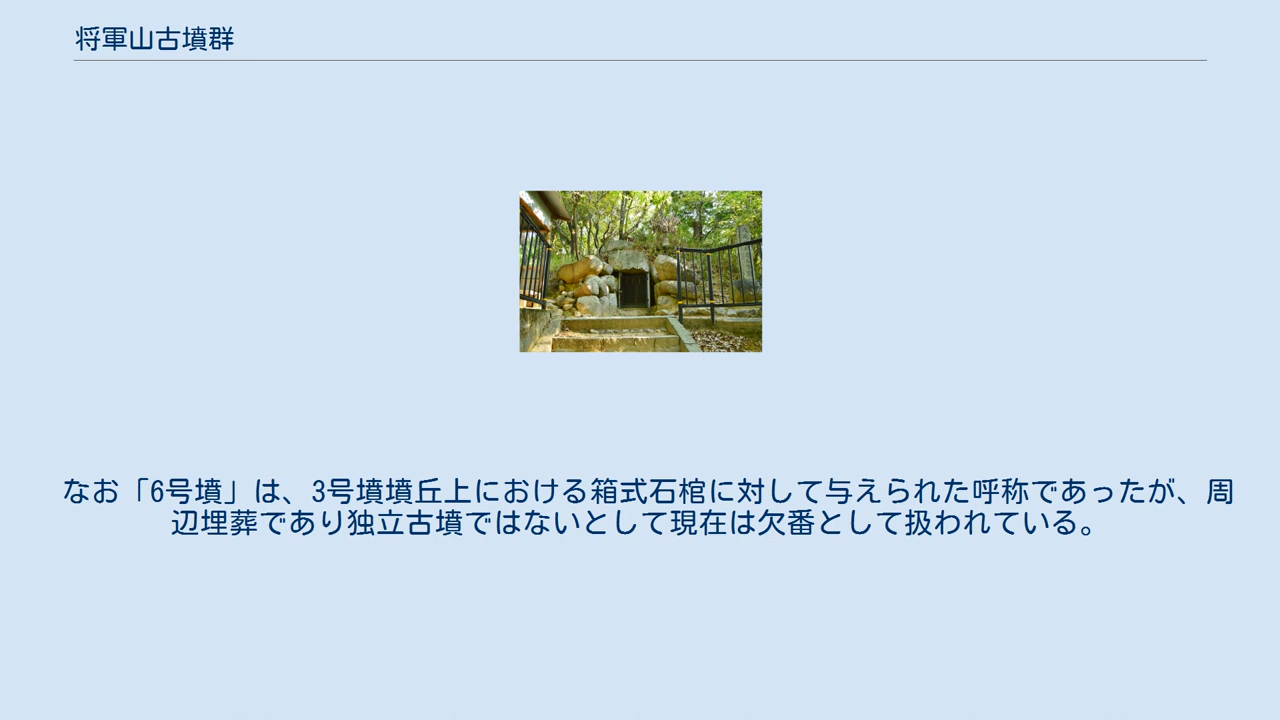 将軍山古墳群
なお「6号墳」は、3号墳墳丘上における箱式石棺に対して与えられた呼称であったが、周
辺埋葬であり独立古墳ではないとして現在は欠番として扱われている。